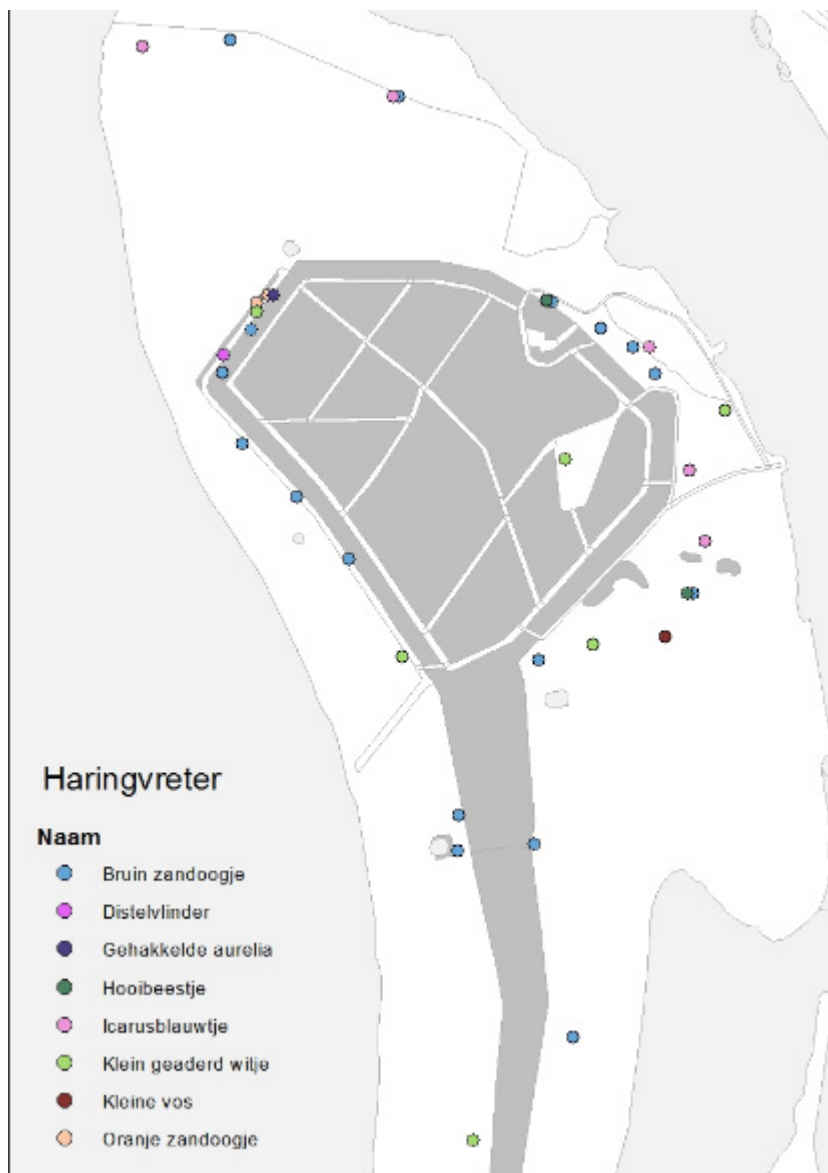 Haringvreter
Naam
Bruin zandoogje
Distelvlinder
Gehakkelde aurelia
Hooibeestje
Icarusblauwtje
Klein geaderd witje
Kleine vos
Oranje zandoogje